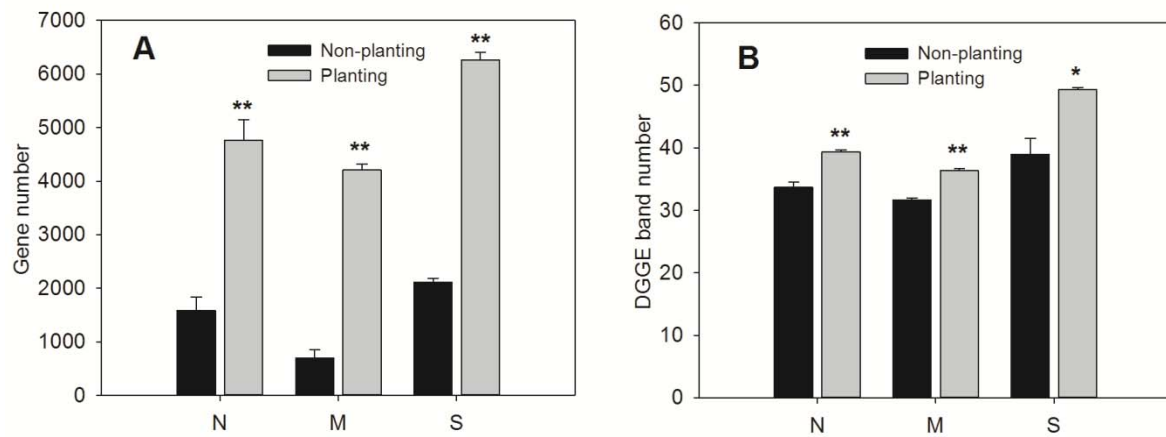 A
Non-planting
Planting
**
**
**
7000
6000
5000
4000
3000
2000
1000
0
Gene number
N M S
B
Non-planting
Planting
**
**
*
60
50
40
30
20
10
0
DGGE band number
N M S